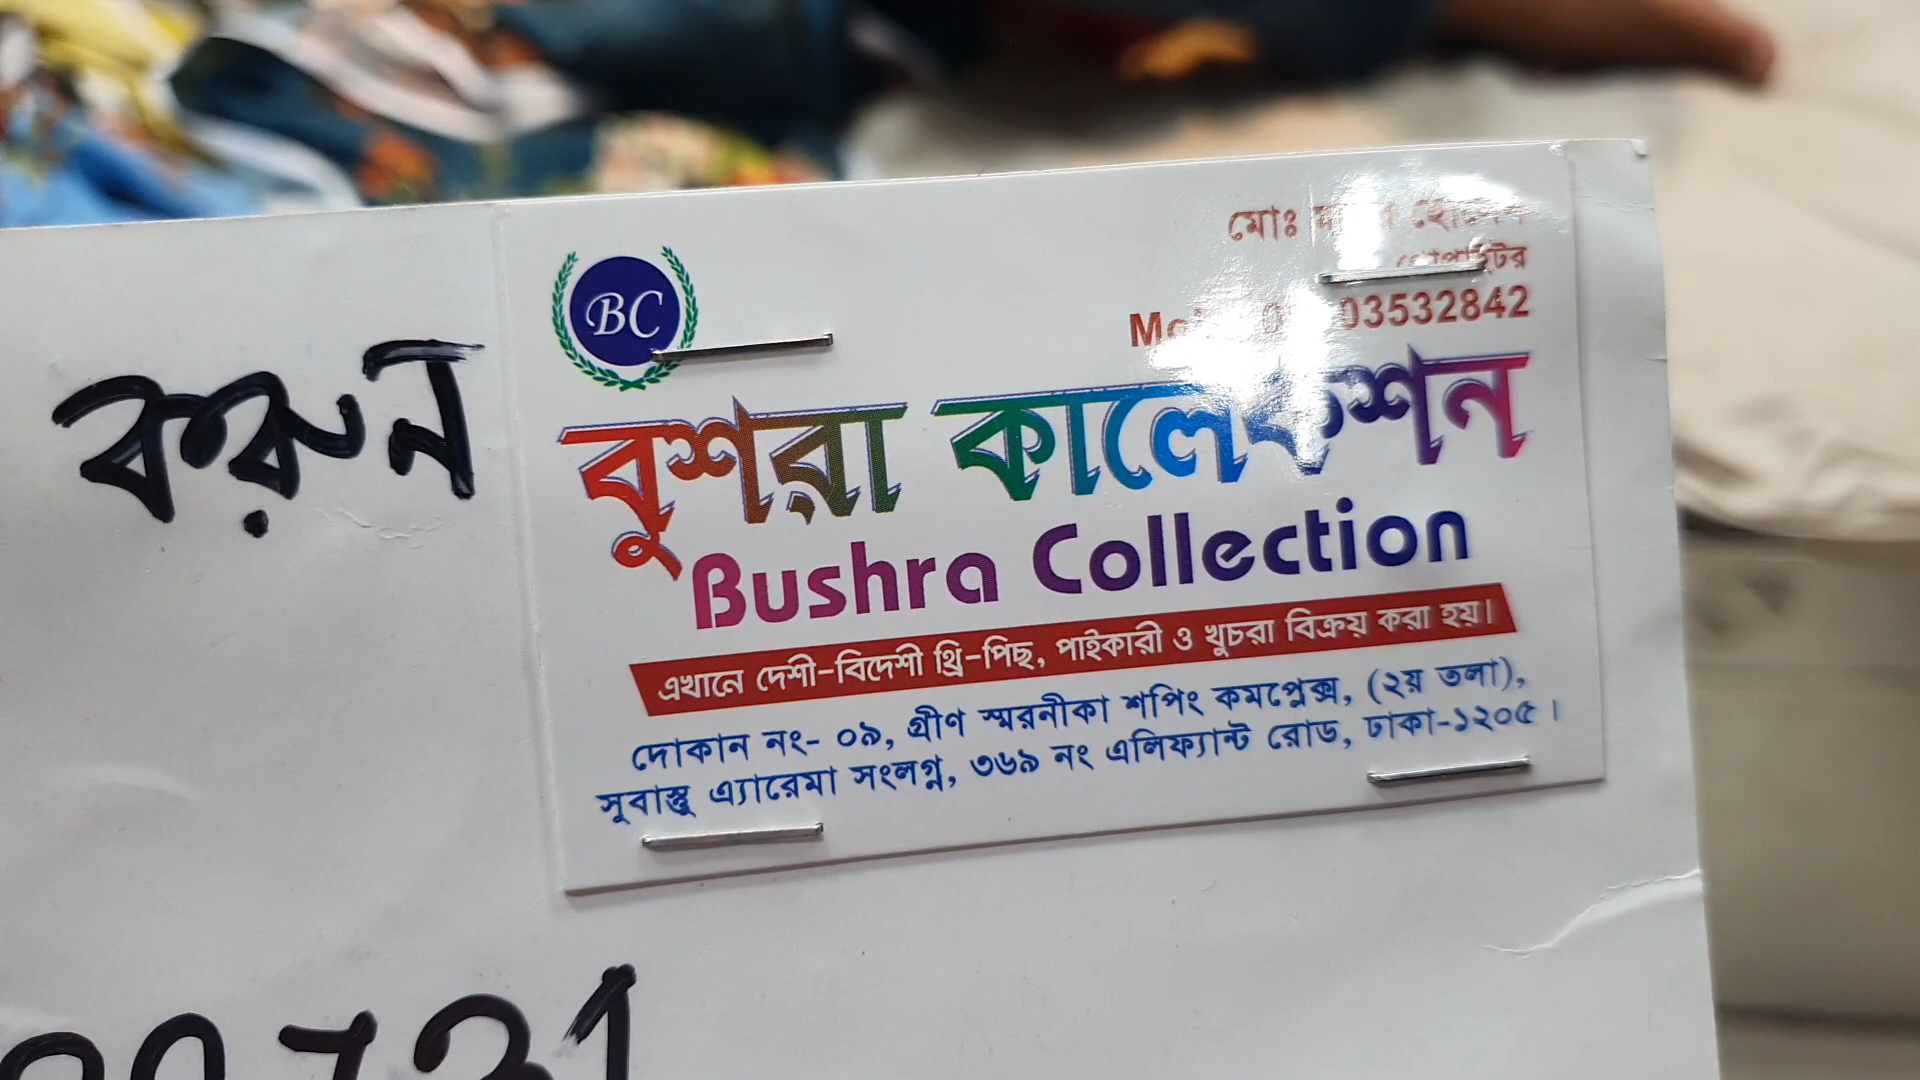 মোঃ
BC
03532842
করুন
বুশরা কালেকশন
Bushra Collection
এখানে দেশী-বিদেশী থ্রি-পিছ, পাইকারী ও খুচরা বিক্রয় করা হয়।
দোকান নং- ০৯, গ্রীণ স্মরনীকা শপিং কমপ্লেক্স, (২য় তলা),
সুবাস্তু এ্যারেমা সংলগ্ন, ৩৬৯ নং এলিফ্যান্ট রোড, ঢাকা-১২০৫।